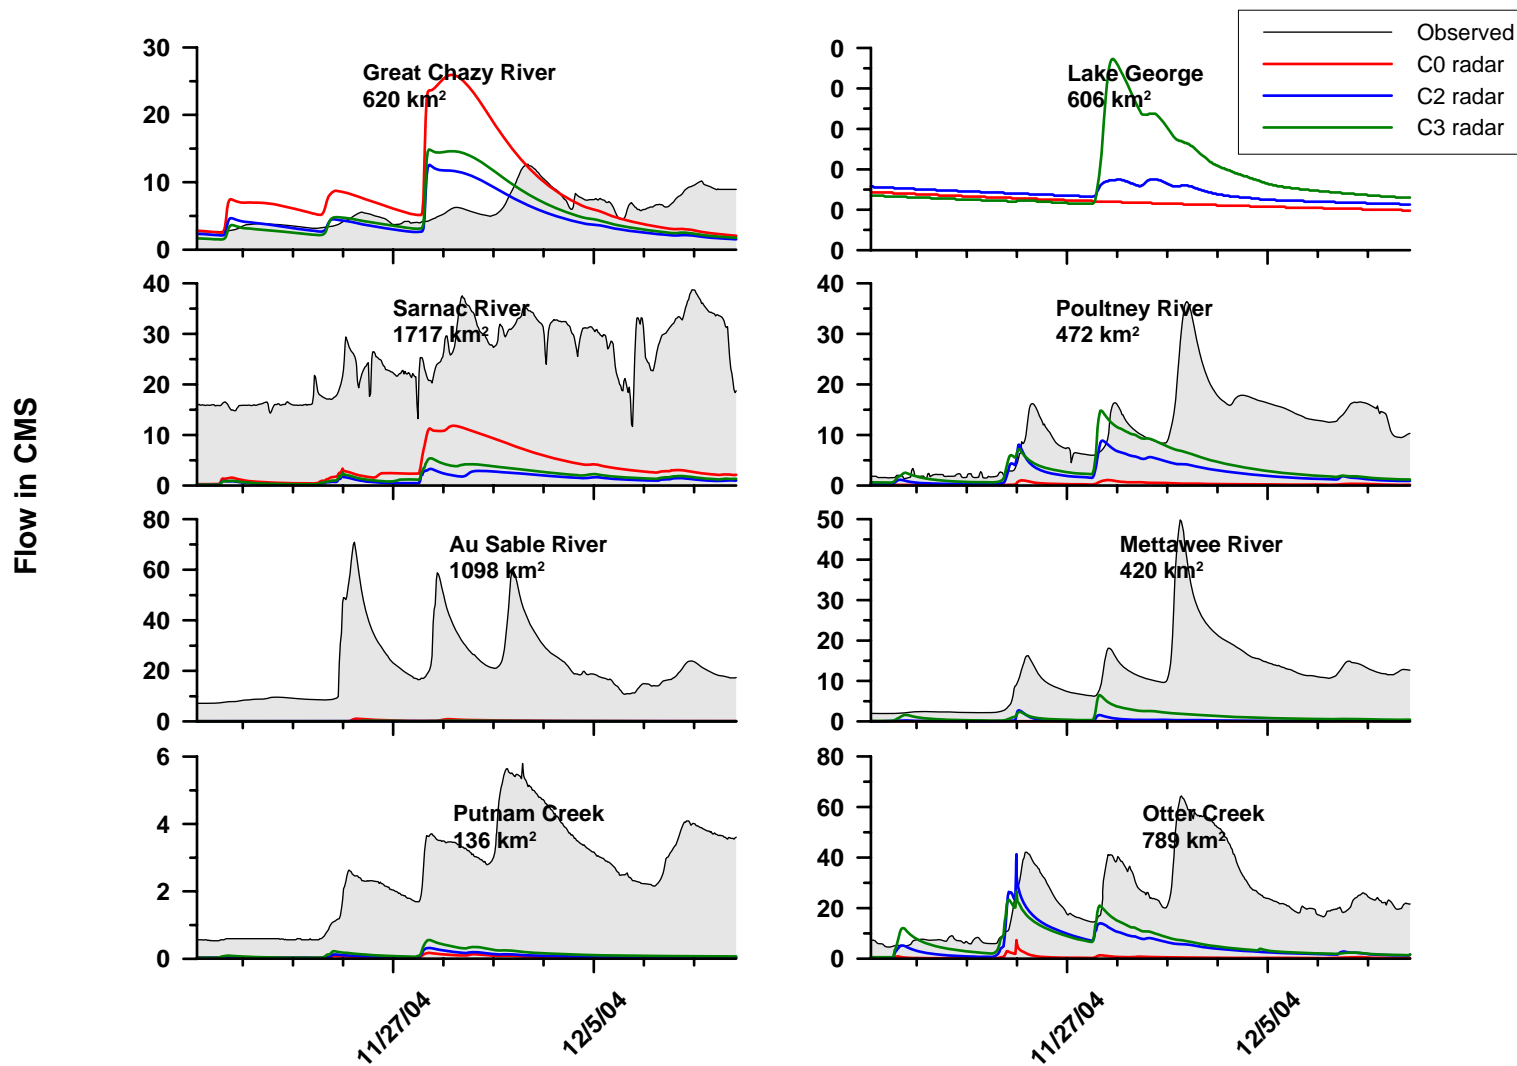 Flow in CMS
30
20
10
0
Great Chazy River
620 km²
0
0
0
0
0
0
Lake George
606 km²
Observed
C0 radar
C2 radar
C3 radar
40
30
20
10
0
Sarnac River
1717 km²
40
30
20
10
0
Poultney River
472 km²
80
60
40
20
0
Au Sable River
1098 km²
50
40
30
20
10
0
Mettawee River
420 km²
6
4
2
0
Putnam Creek
136 km²
80
60
40
20
0
Otter Creek
789 km²
11/27/04
12/5/04
11/27/04
12/5/04